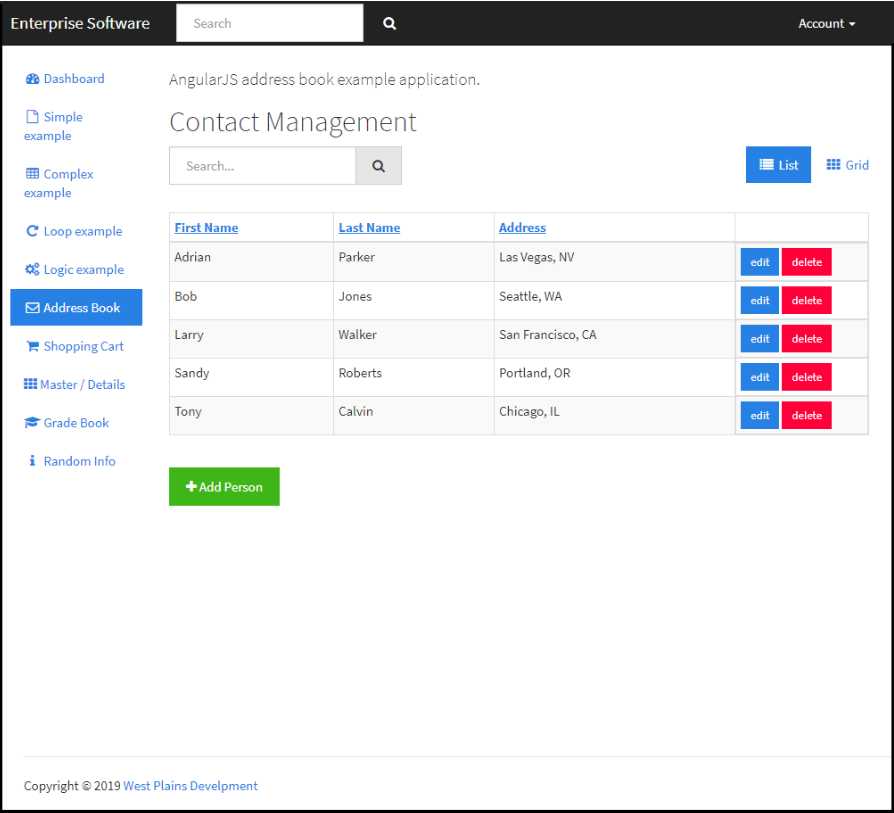 Enterprise Software Search Account
Dashboard
Simple
example
Complex
example
Loop example
Logic example
Address Book
Shopping Cart
Master / Details
Grade Book
Random Info
AngularJS address book example application.
Contact Management
Search... List Grid
First Name Last Name Address
Adrian Parker Las Vegas, NV edit delete
Bob Jones Seattle, WA edit delete
Larry Walker San Francisco, CA edit delete
Sandy Roberts Portland, OR edit delete
Tony Calvin Chicago, IL edit delete
Add Person
Copyright © 2019 West Plains Develpment